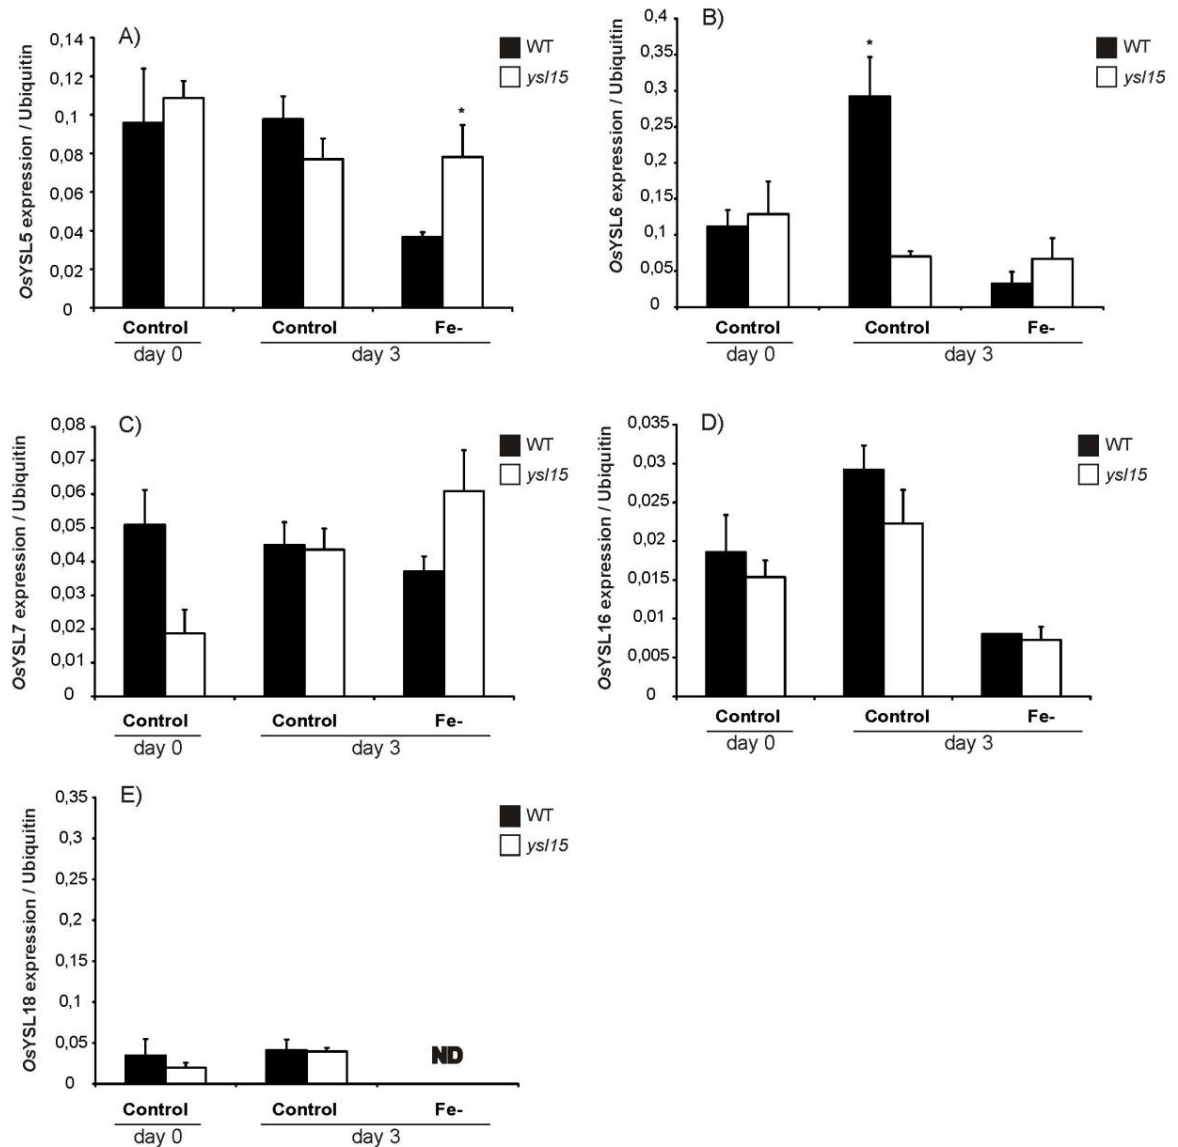 A)
OsYSL5 expression / Ubiquitin
0,14
0,12
0,1
0,08
0,06
0,04
0,02
0
WT
ysl15
*
Control
Control
Fe-
day 0
day 3
B)
OsYSL6 expression / Ubiquitin
0,4
0,35
0,3
0,25
0,2
0,15
0,1
0,05
0
WT
ysl15
*
Control
Control
Fe-
day 0
day 3
C)
OsYSL7 expression / Ubiquitin
0,08
0,07
0,06
0,05
0,04
0,03
0,02
0,01
0
WT
ysl15
Control
Control
Fe-
day 0
day 3
D)
OsYSL16 expression / Ubiquitin
0,035
0,03
0,025
0,02
0,015
0,01
0,005
0
WT
ysl15
Control
Control
Fe-
day 0
day 3
E)
OsYSL18 expression / Ubiquitin
0,35
0,3
0,25
0,2
0,15
0,1
0,05
0
WT
ysl15
ND
Control
Control
Fe-
day 0
day 3